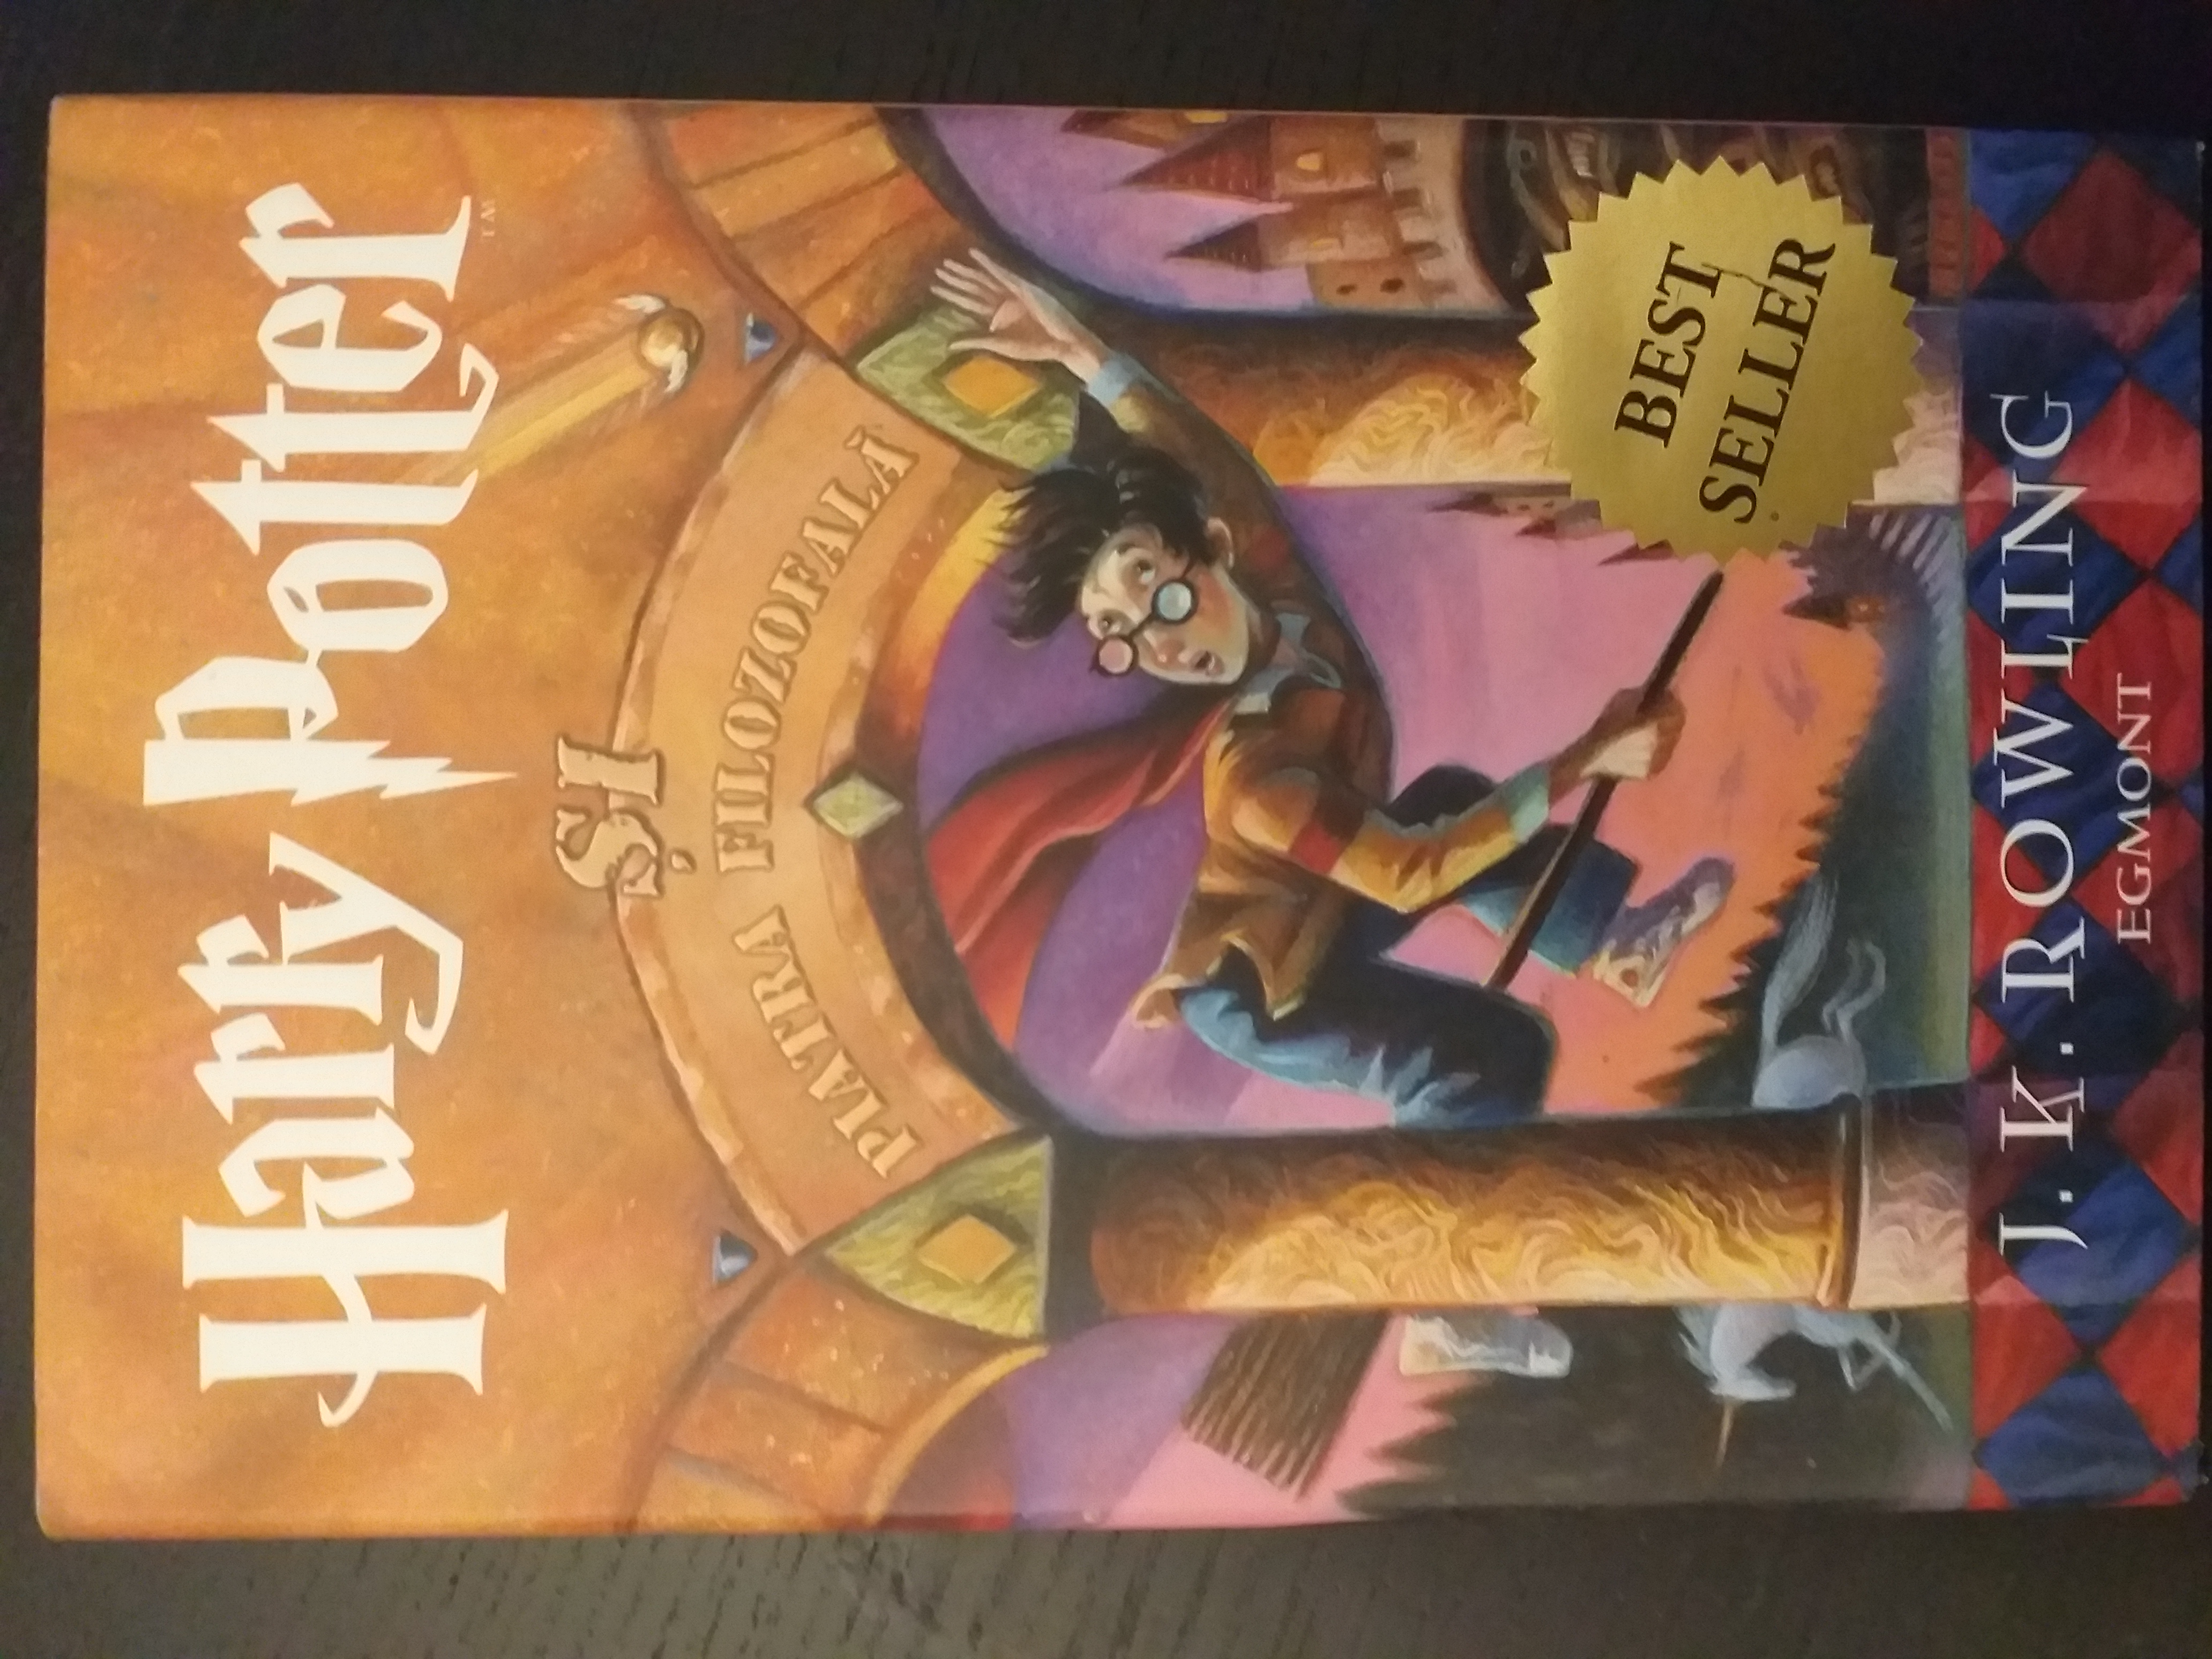 Harry Potter
TM
ȘI
PIATRA FILOZOFALĂ
BEST
SELLER
J. K. ROWLING
EGMONT